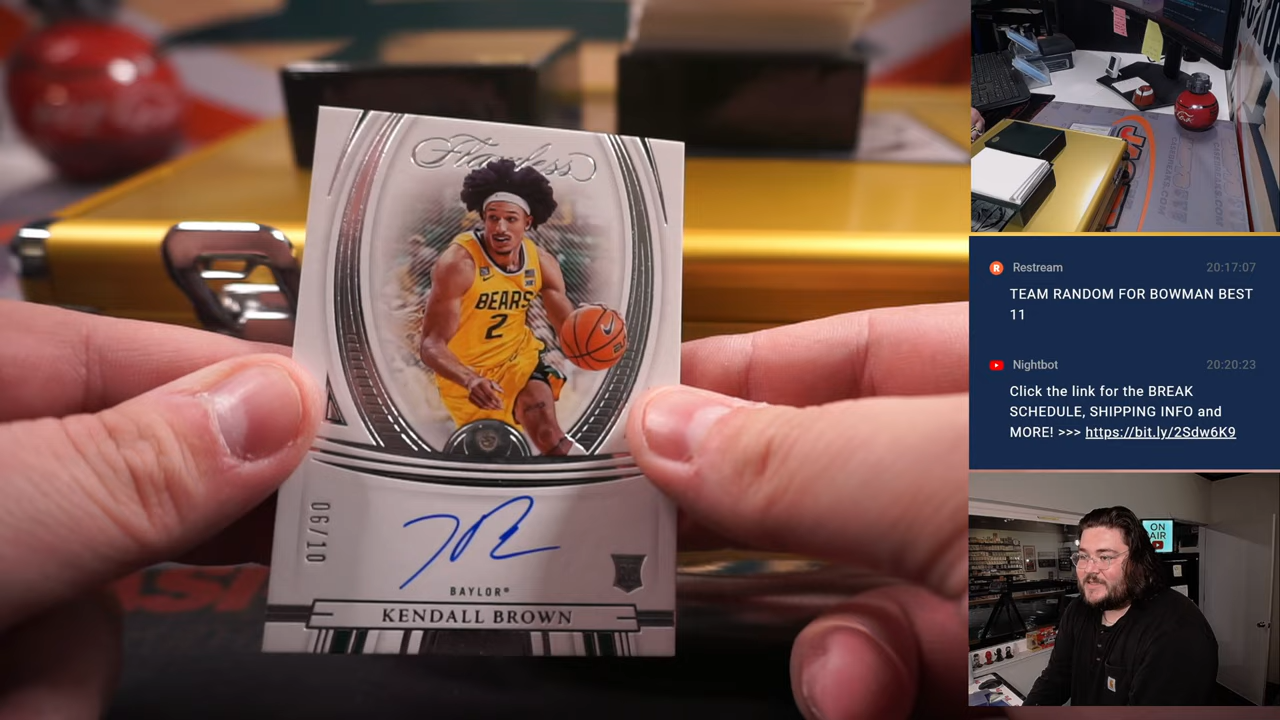 Flawless
BEARS
2
06/10
BAYLOR®
KENDALL BROWN
Restream
20:17:07
TEAM RANDOM FOR BOWMAN BEST
11
Nightbot
20:20:23
Click the link for the BREAK
SCHEDULE, SHIPPING INFO and
MORE! >>> https://bit.ly/2Sdw6K9
ON
AIR